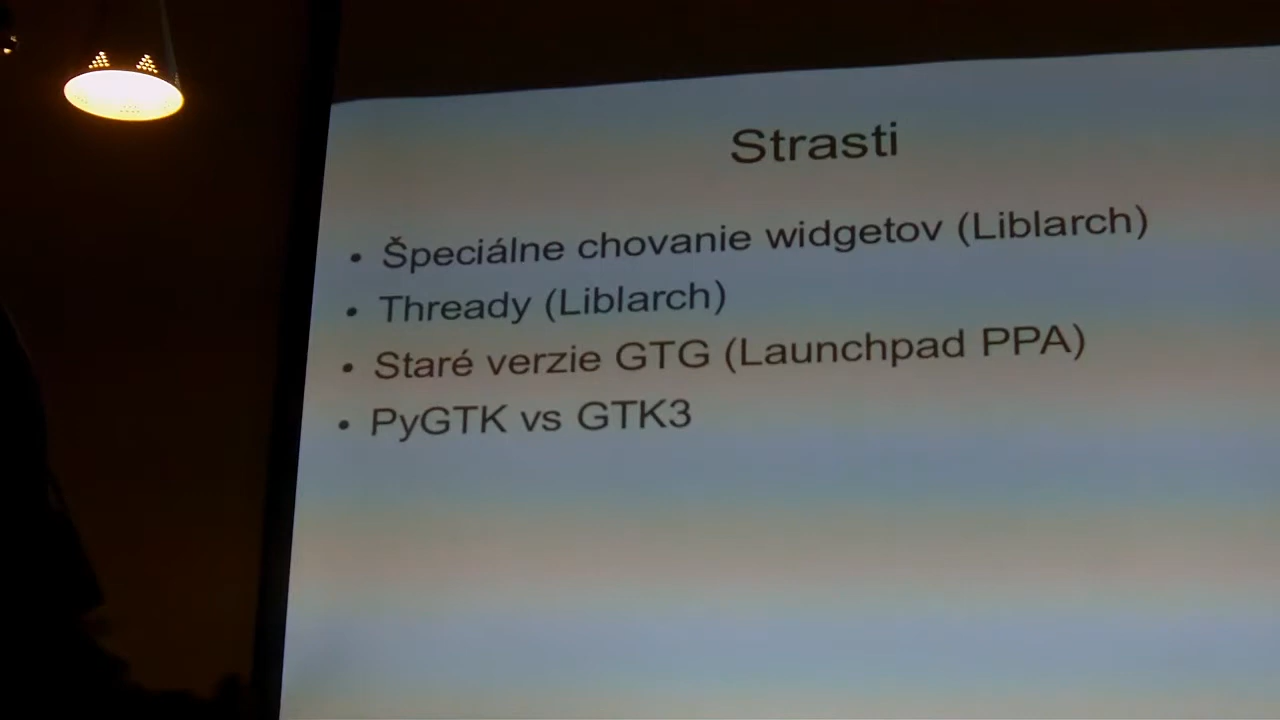 Strasti
• Špeciálne chovanie widgetov (Liblarch)
• Thready (Liblarch)
• Staré verzie GTG (Launchpad PPA)
• PyGTK vs GTK3